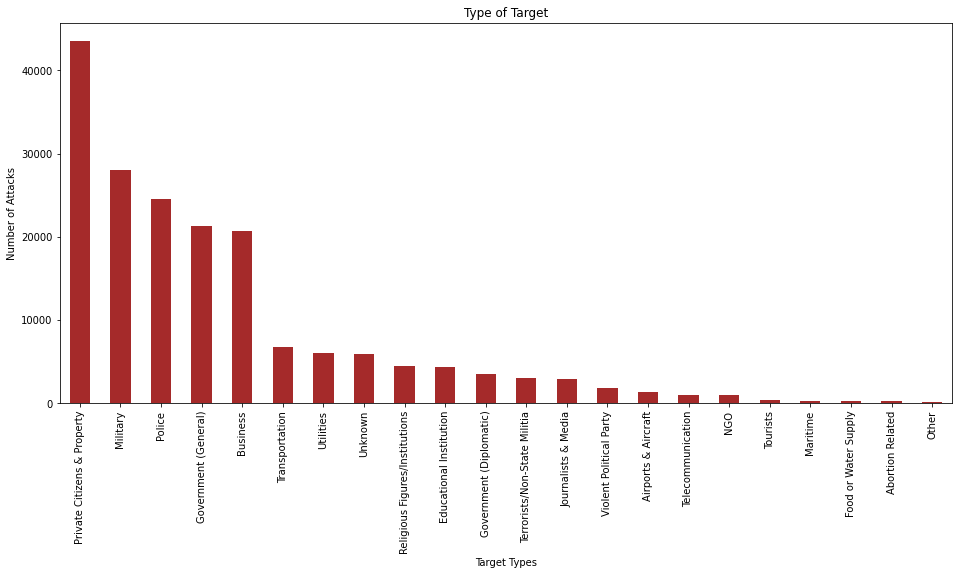 Type of Target
Number of Attacks
40000
30000
20000
10000
0
Private Citizens & Property
Military
Police
Government (General)
Business
Transportation
Utilities
Unknown
Religious Figures/Institutions
Educational Institution
Government (Diplomatic)
Terrorists/Non-State Militia
Journalists & Media
Violent Political Party
Airports & Aircraft
Telecommunication
NGO
Tourists
Maritime
Food or Water Supply
Abortion Related
Other
Target Types